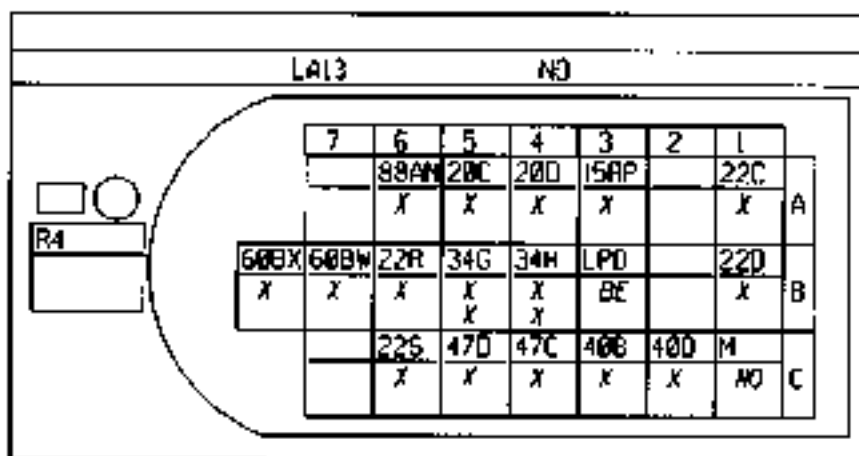 LA13 NO
7 6 5 4 3 2 1
88AN 20C 20D 15AP 22C
X X X X X A
R4
60BX 60BW 22R 34G 34H LPD 22D
X X X X X BE X B
X X
22S 47D 47C 40B 40D M
X X X X X NO C